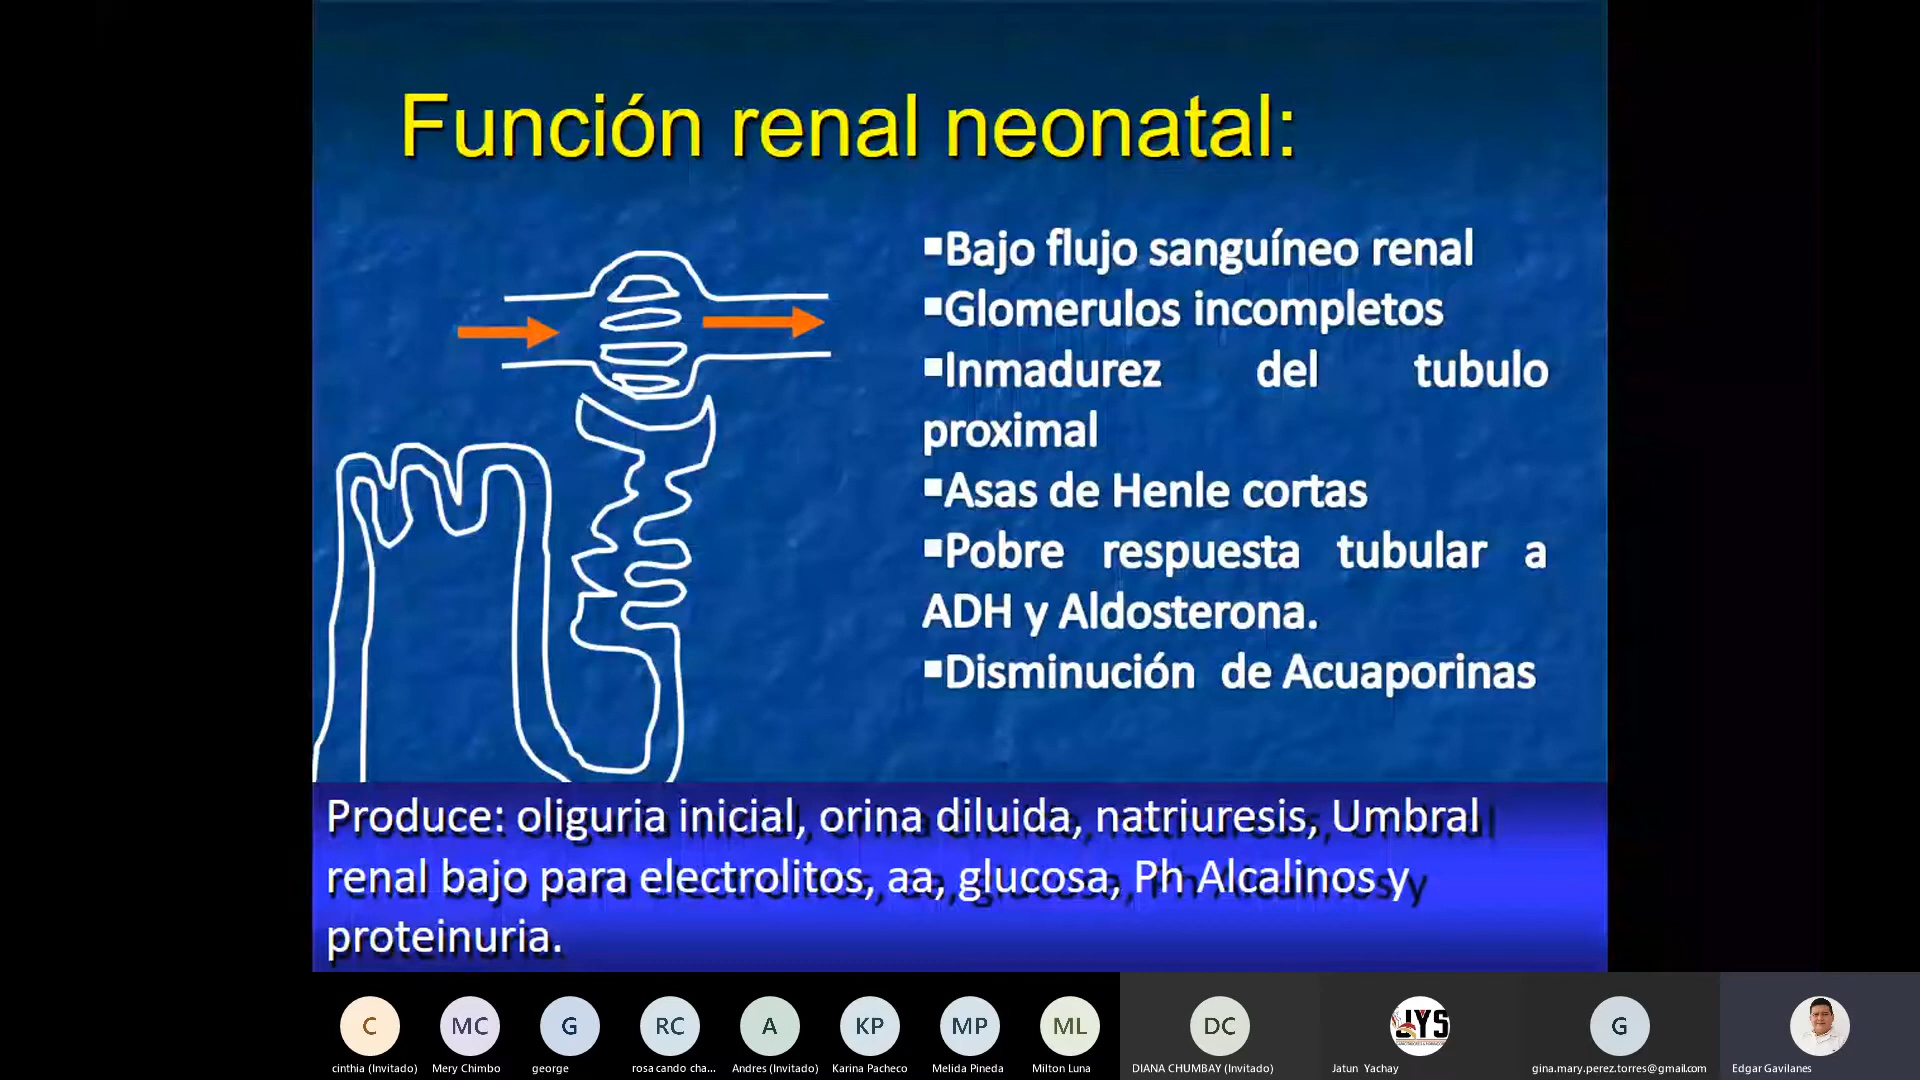 Función renal neonatal:
▪Bajo flujo sanguíneo renal
▪Glomerulos incompletos
▪Inmadurez del tubulo
proximal
▪Asas de Henle cortas
▪Pobre respuesta tubular a
ADH y Aldosterona.
▪Disminución de Acuaporinas
Produce: oliguria inicial, orina diluida, natriuresis, Umbral
renal bajo para electrolitos, aa, glucosa, Ph Alcalinos y
proteinuria.
C MC G RC A KP MP ML DC JYS G
cinthia (Invitado) Mery Chimbo george rosa cando cha... Andres (Invitado) Karina Pacheco Melida Pineda Milton Luna DIANA CHUMBAY (Invitado) Jatun Yachay gina.mary.perez.torres@gmail.com Edgar Gavilanes